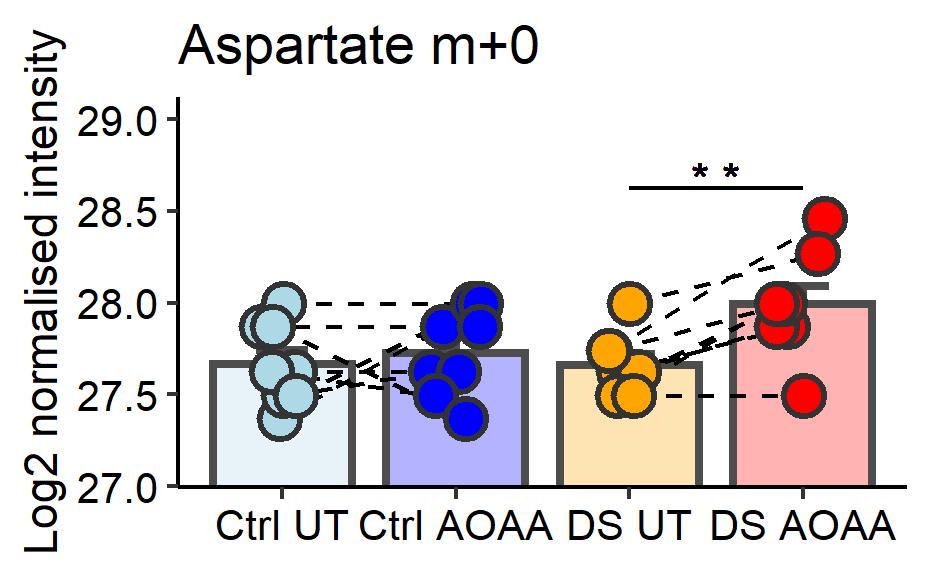 Aspartate m+0
Log2 normalised intensity
29.0
28.5
28.0
27.5
27.0
* *
Ctrl UT Ctrl AOAA DS UT DS AOAA